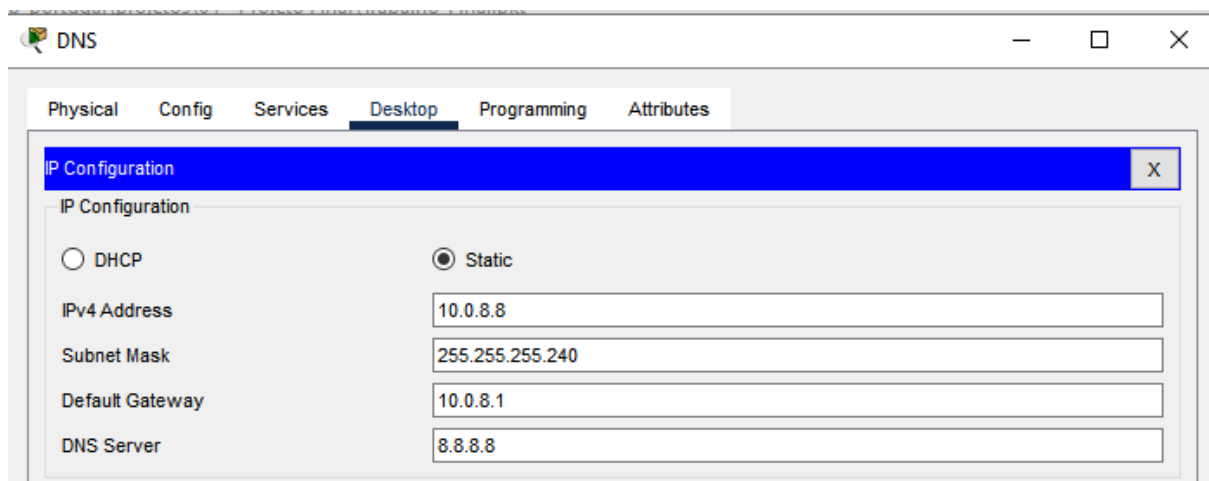 DNS
Physical Config Services Desktop Programming Attributes
IP Configuration X
IP Configuration
DHCP Static
IPv4 Address 10.0.8.8
Subnet Mask 255.255.255.240
Default Gateway 10.0.8.1
DNS Server 8.8.8.8